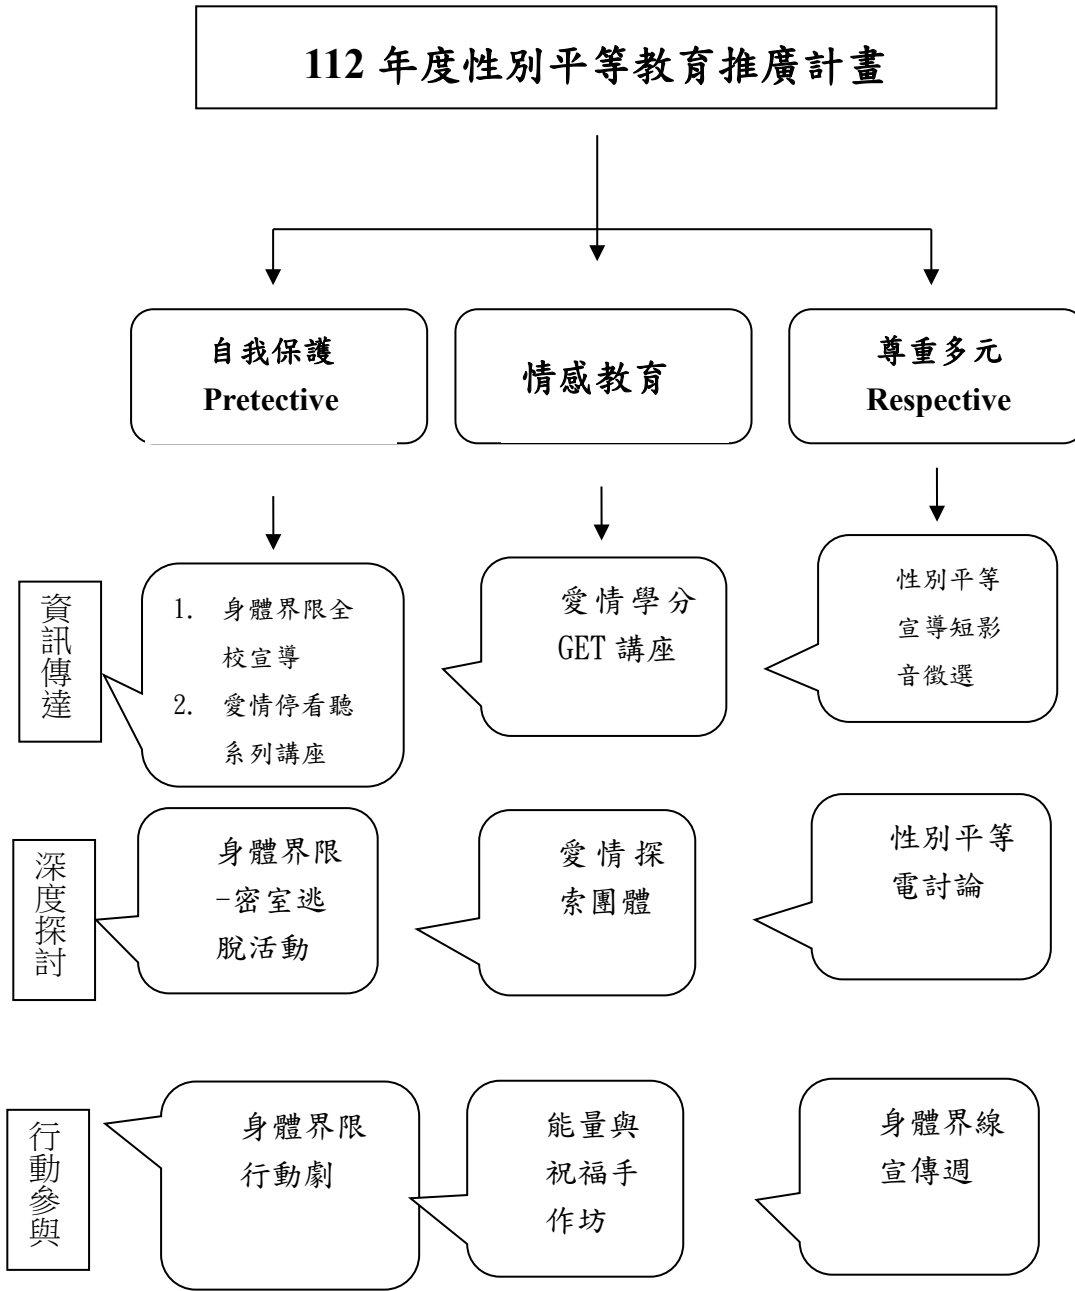 112 年度性別平等教育推廣計畫
自我保護
Pretective
情感教育
尊重多元
Respective
資訊傳達
1. 身體界限全
校宣導
2. 愛情停看聽
系列講座
愛情學分
GET 講座
性別平等
宣導短影
音徵選
深度探討
身體界限
-密室逃
脫活動
愛情探
索團體
性別平等
電討論
行動參與
身體界限
行動劇
能量與
祝福手
作坊
身體界線
宣傳週